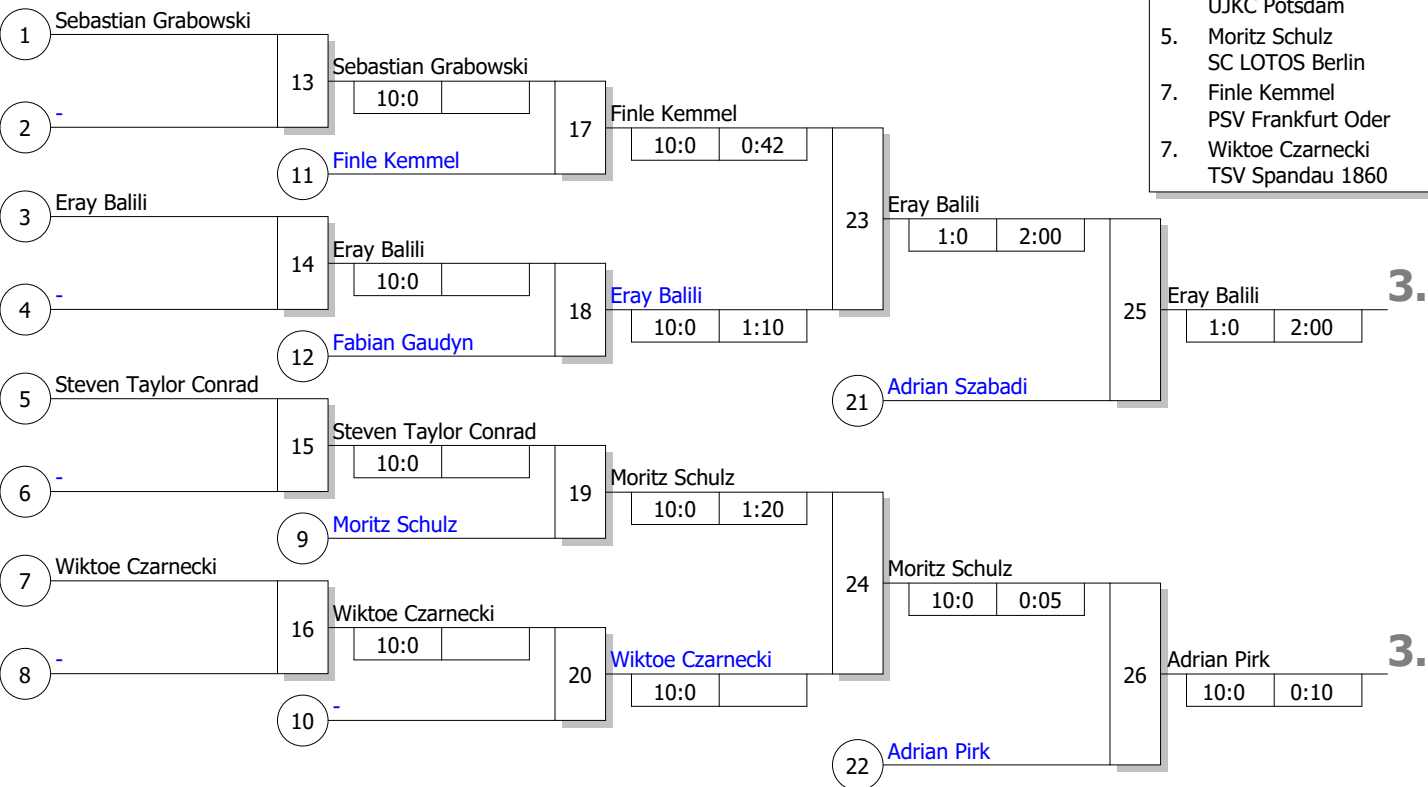 UJKC Potsdam
5. Moritz Schulz
SC LOTOS Berlin
7. Finle Kemmel
PSV Frankfurt Oder
7. Wiktoe Czarnecki
TSV Spandau 1860
1 Sebastian Grabowski
2 -
13 Sebastian Grabowski
10:0
11 Finle Kemmel
17 Finle Kemmel
10:0 0:42
3 Eray Balili
4 -
14 Eray Balili
10:0
12 Fabian Gaudyn
18 Eray Balili
10:0 1:10
23 Eray Balili
1:0 2:00
21 Adrian Szabadi
25 Eray Balili
1:0 2:00
3.
5 Steven Taylor Conrad
6 -
15 Steven Taylor Conrad
10:0
9 Moritz Schulz
19 Moritz Schulz
10:0 1:20
7 Wiktoe Czarnecki
8 -
16 Wiktoe Czarnecki
10:0
10 -
20 Wiktoe Czarnecki
10:0
24 Moritz Schulz
10:0 0:05
22 Adrian Pirk
26 Adrian Pirk
10:0 0:10
3.